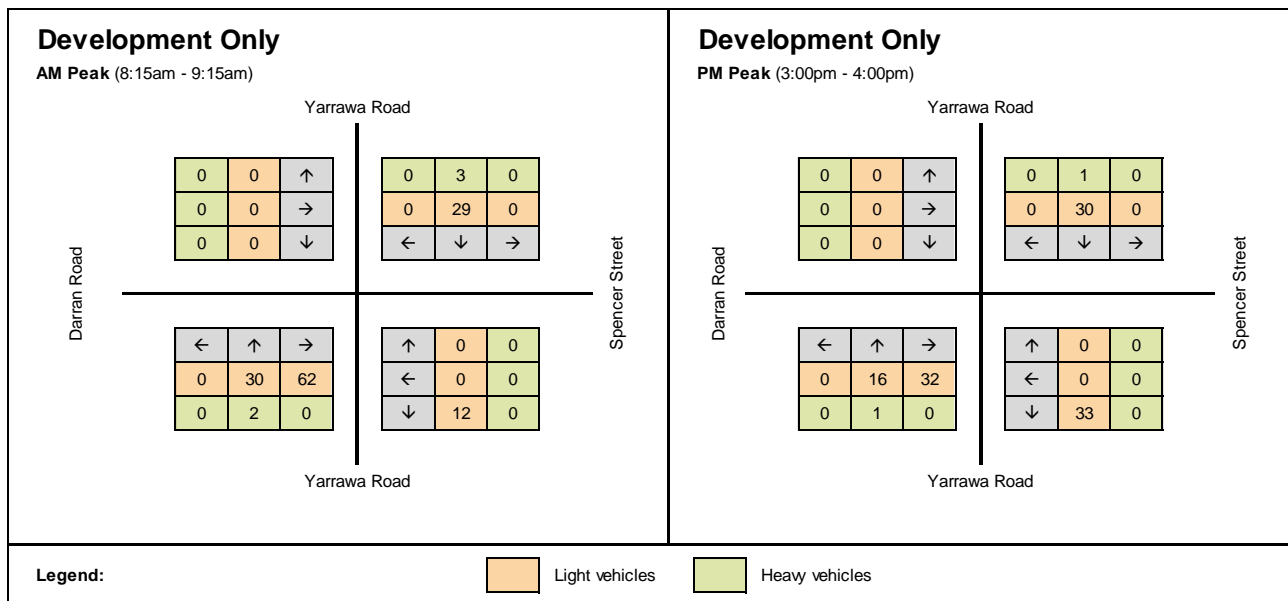 Development Only
AM Peak (8:15am - 9:15am)
Yarrawa Road
0 0 ↑
0 0 →
0 0 ↓
0 3 0
0 29 0
← ↓ →
Darran Road
Spencer Street
← ↑ →
0 30 62
0 2 0
↑ 0 0
← 0 0
↓ 12 0
Yarrawa Road
Development Only
PM Peak (3:00pm - 4:00pm)
Yarrawa Road
0 0 ↑
0 0 →
0 0 ↓
0 1 0
0 30 0
← ↓ →
Darran Road
Spencer Street
← ↑ →
0 16 32
0 1 0
↑ 0 0
← 0 0
↓ 33 0
Yarrawa Road
Legend:
Light vehicles
Heavy vehicles